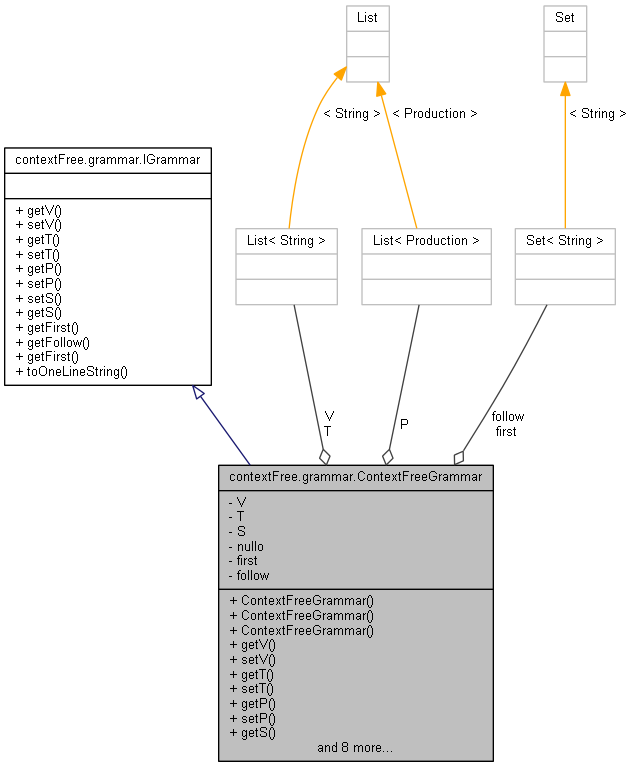 List
Set
< String >
< Production >
< String >
contextFree.grammar.IGrammar
+ getV()
+ setV()
+ getT()
+ setT()
+ getP()
+ setP()
+ setS()
+ getS()
+ getFirst()
+ getFollow()
+ getFirst()
+ toOneLineString()
List< String >
List< Production >
Set< String >
V
T
P
follow
first
contextFree.grammar.ContextFreeGrammar
- V
- T
- S
- nullo
- first
- follow
+ ContextFreeGrammar()
+ ContextFreeGrammar()
+ ContextFreeGrammar()
+ getV()
+ setV()
+ getT()
+ setT()
+ getP()
+ setP()
+ getS()
and 8 more...